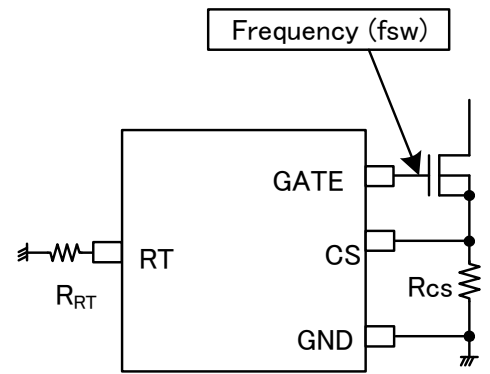 Frequency (fsw)
GATE
RT
CS
RRT
Rcs
GND